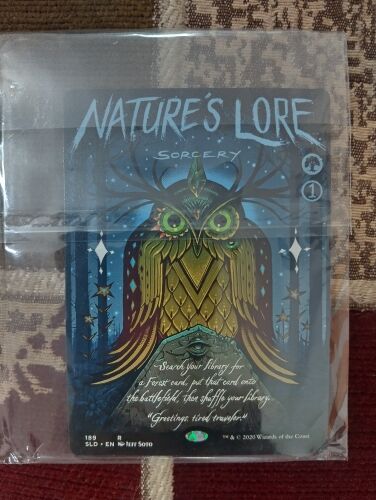 NATURE'S LORE
SORCERY
1
Search your library for
a Forest card, put that card onto
the battlefield, then shuffle your library.
"Greetings, tired traveler."
189 R
SLD • EN JEFF SOTO
™ & © 2020 Wizards of the Coast